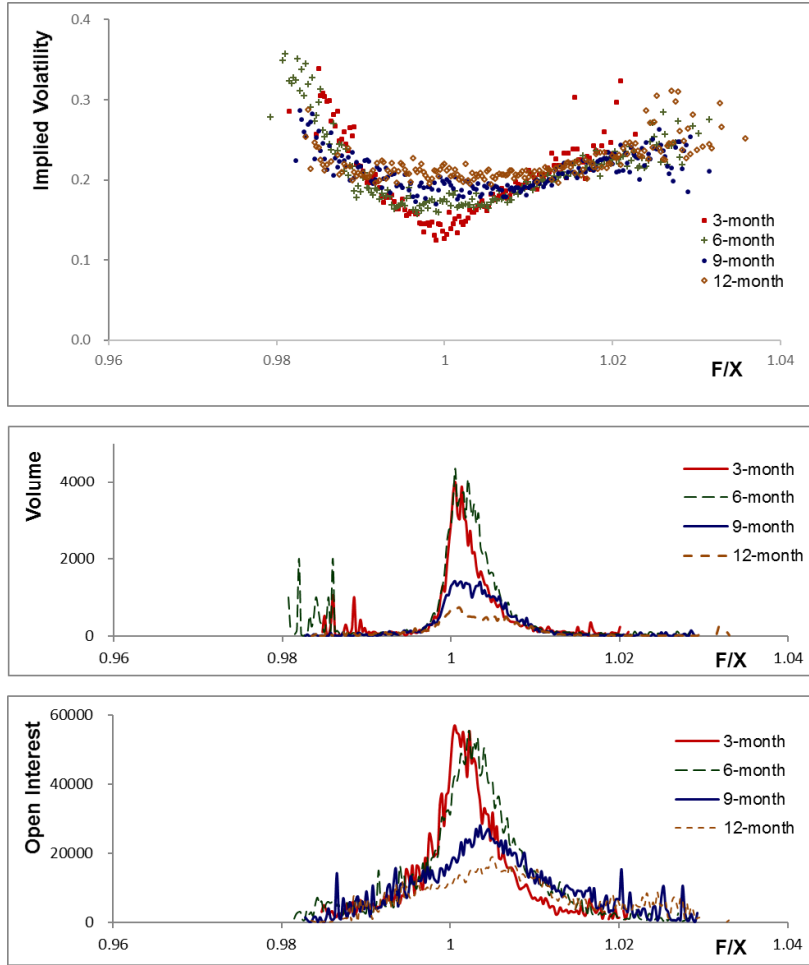 0.4
0.3
0.2
0.1
0.0
Implied Volatility
3-month
6-month
9-month
12-month
0.96
0.98
1
1.02
1.04
F/X
Volume
4000
2000
0
3-month
6-month
9-month
12-month
0.96
0.98
1
1.02
1.04
F/X
Open Interest
60000
40000
20000
0
3-month
6-month
9-month
12-month
0.96
0.98
1
1.02
1.04
F/X